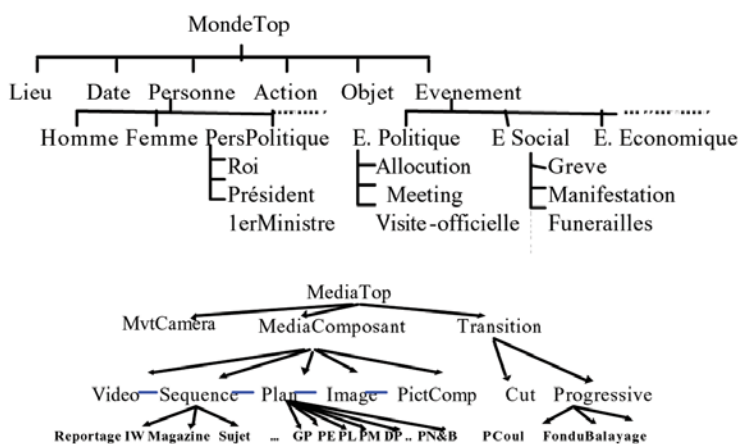 MondeTop
Lieu Date Personne Action Objet Evenement
Homme Femme PersPolitique E. Politique E Social E. Economique
Roi Allocution Greve
Président Meeting Manifestation
1erMinistre Visite-officielle Funerailles
MediaTop
MvtCaméra MediaComposant Transition
Video Sequence Plan Image PictComp Cut Progressive
Reportage IW Magazine Sujet ... GP PE PL PM DP .. PN&B PCoul FonduBalayage